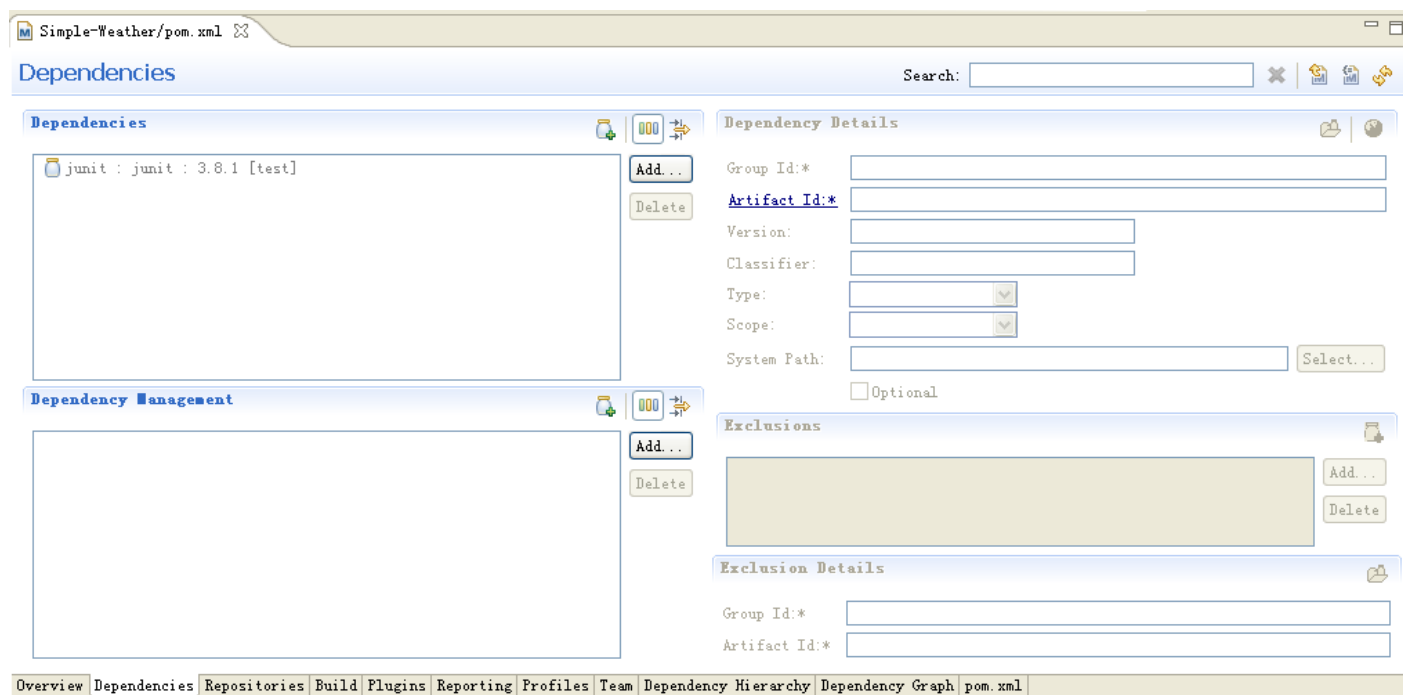 Simple-Weather/pom.xml
Dependencies
Search:
Dependencies
junit : junit : 3.8.1 [test]
Add...
Delete
Dependency Management
Add...
Delete
Dependency Details
Group Id:*
Artifact Id:*
Version:
Classifier:
Type:
Scope:
System Path:
Select...
Optional
Exclusions
Add...
Delete
Exclusion Details
Group Id:*
Artifact Id:*
Overview Dependencies Repositories Build Plugins Reporting Profiles Team Dependency Hierarchy Dependency Graph pom.xml